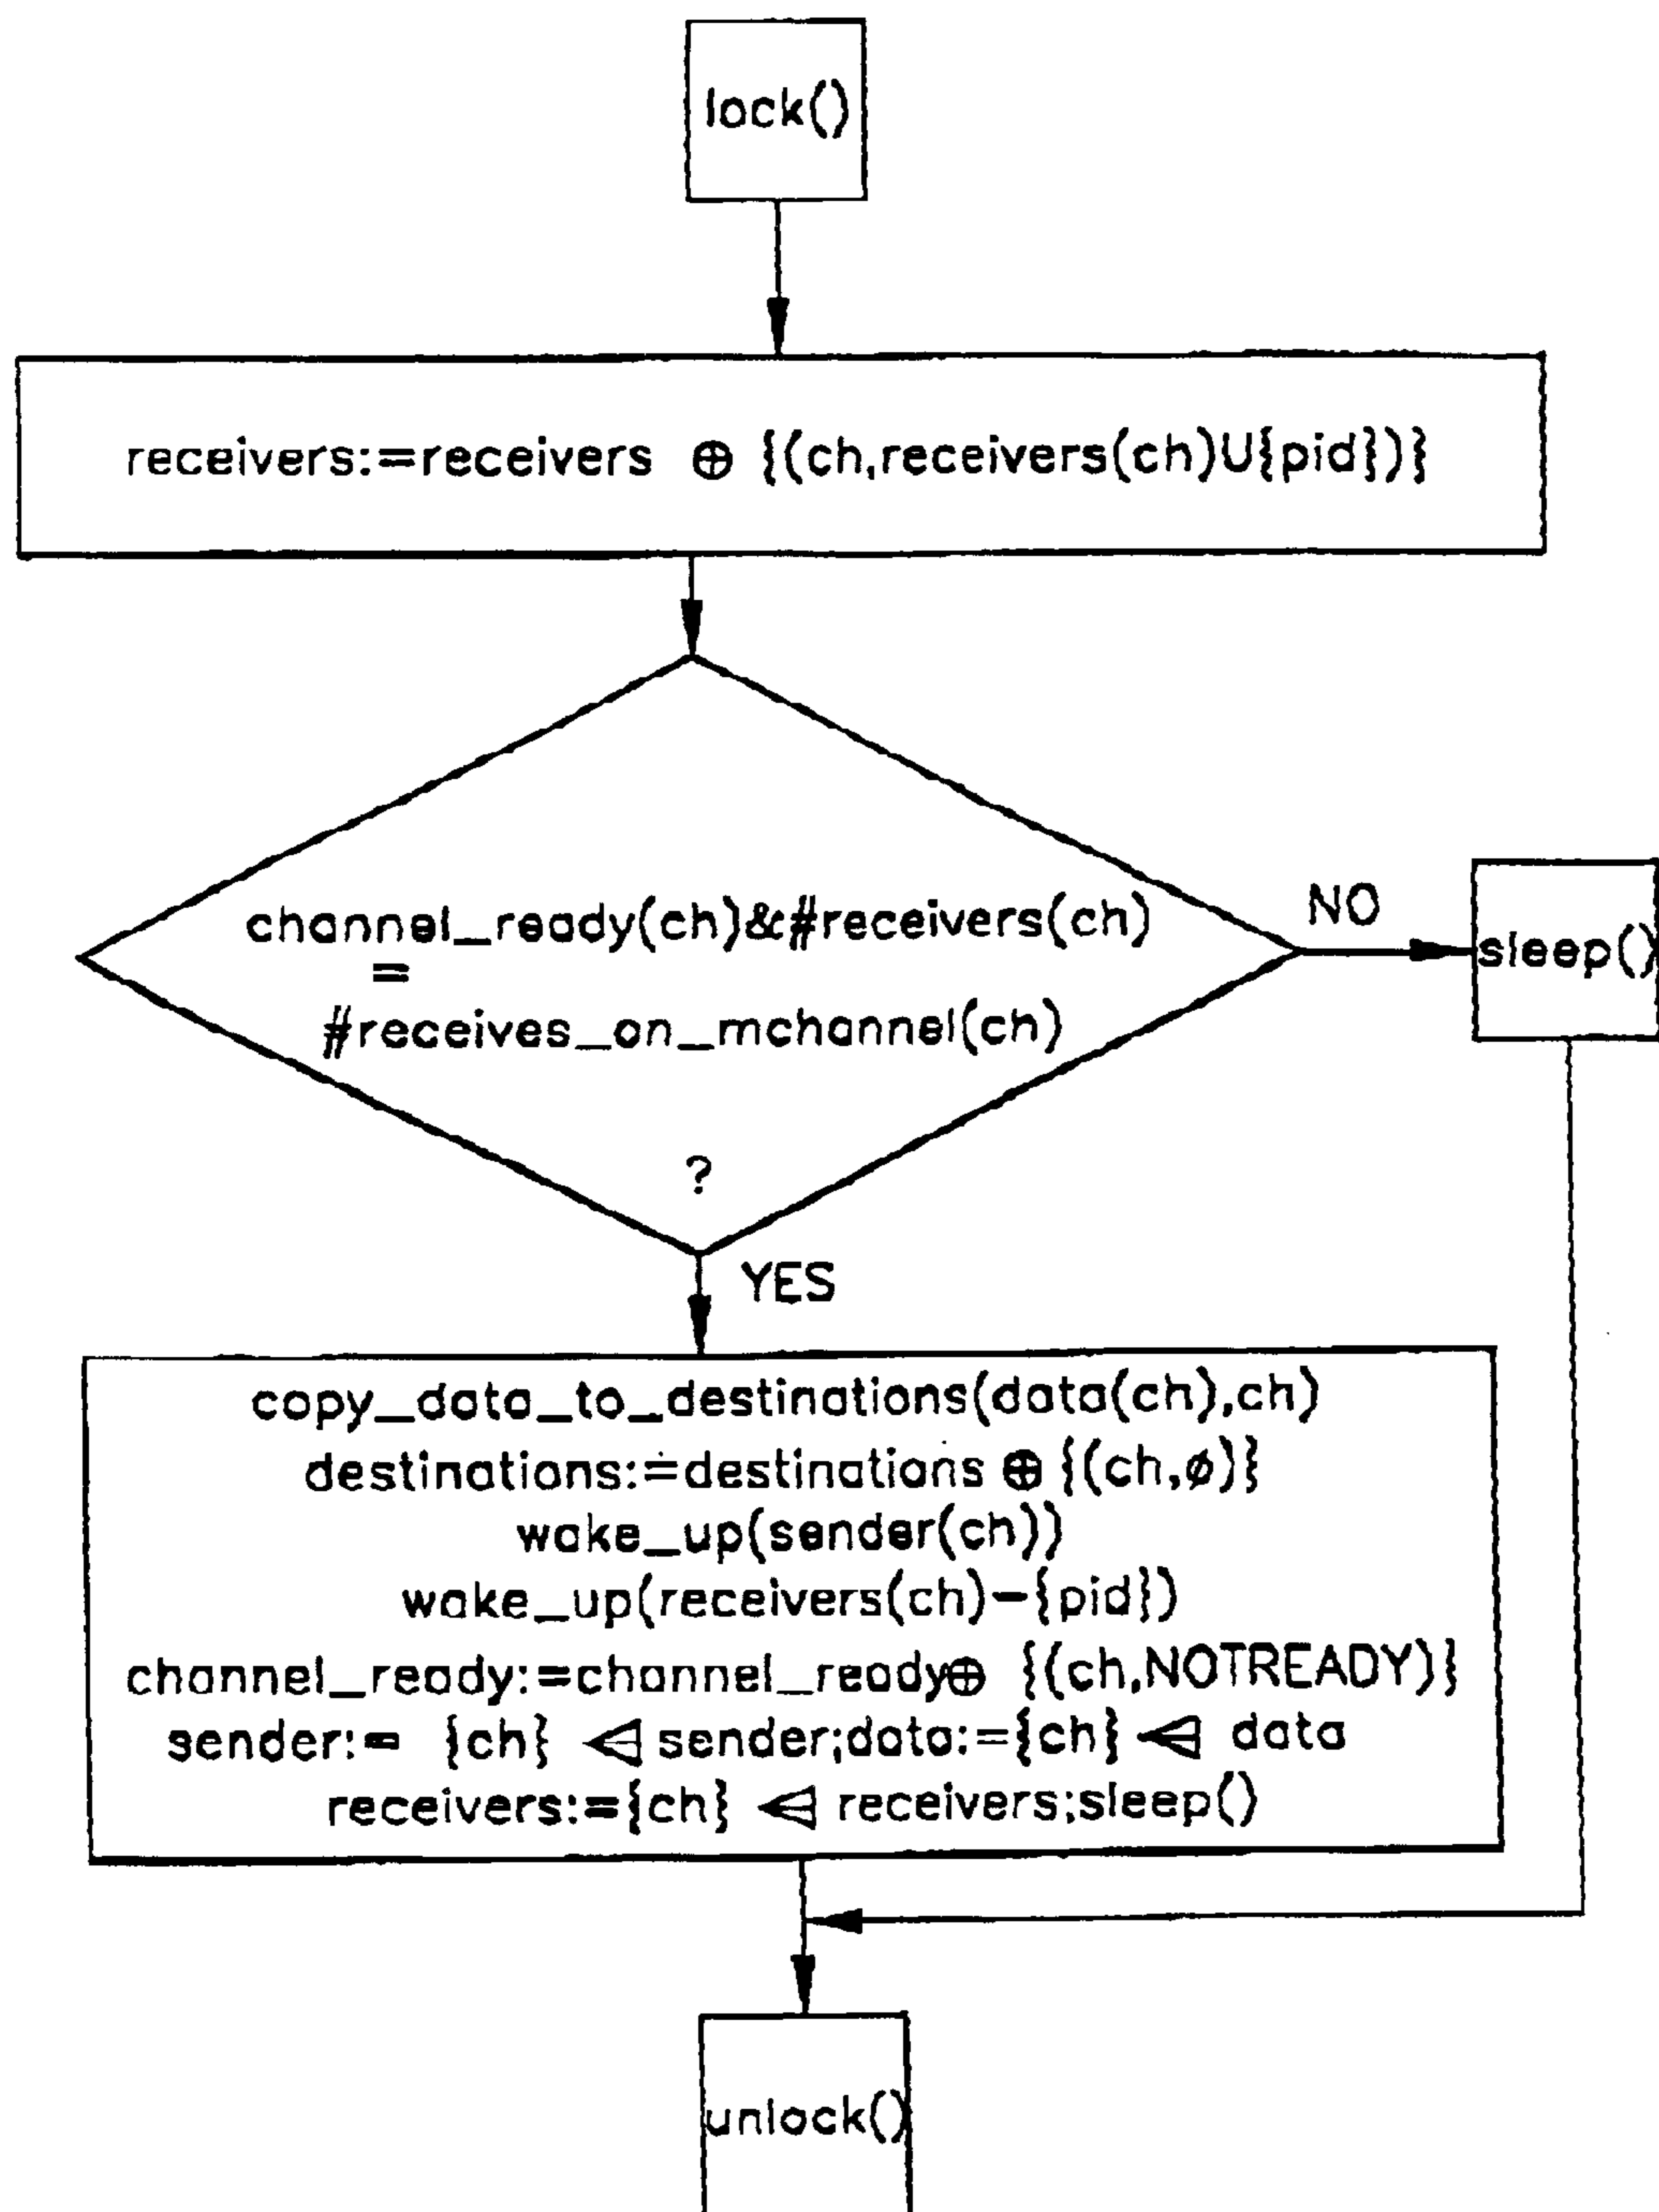 lock()
receivers:=receivers ⊕ {(ch,receivers(ch)U{pid})}
channel_ready(ch)&#receivers(ch)
=
#receives_on_mchannel(ch)
?
NO
sleep()
YES
copy_data_to_destinations(data(ch),ch)
destinations:=destinations ⊕ {(ch,ø)}
wake_up(sender(ch))
wake_up(receivers(ch)-{pid})
channel_ready:=channel_ready⊕ {(ch,NOTREADY)}
sender:= {ch} ⩤ sender;data:={ch} ⩤ data
receivers:={ch} ⩤ receivers;sleep()
unlock()